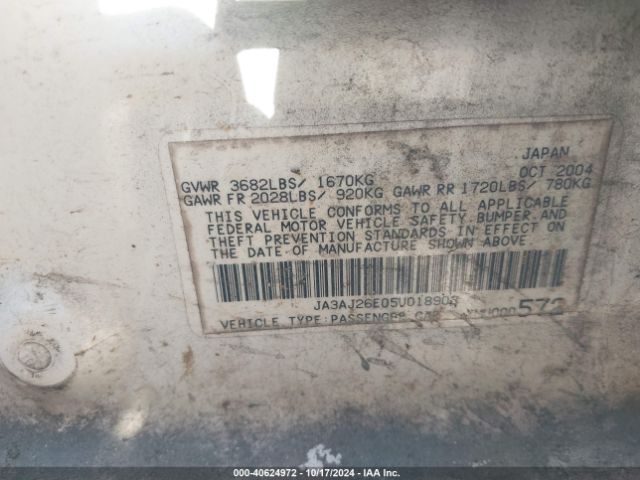 JAPAN
OCT 2004
GVWR 3682LBS/ 1670KG
GAWR FR 2028LBS/ 920KG GAWR RR 1720LBS/ 780KG
THIS VEHICLE CONFORMS TO ALL APPLICABLE
FEDERAL MOTOR VEHICLE SAFETY BUMPER, AND
THEFT PREVENTION STANDARDS IN EFFECT ON
THE DATE OF MANUFACTURE SHOWN ABOVE.
JA3AJ26E05U018903
VEHICLE TYPE:PASSENGER CAR 572
000-40624972 - 10/17/2024 - IAA Inc.